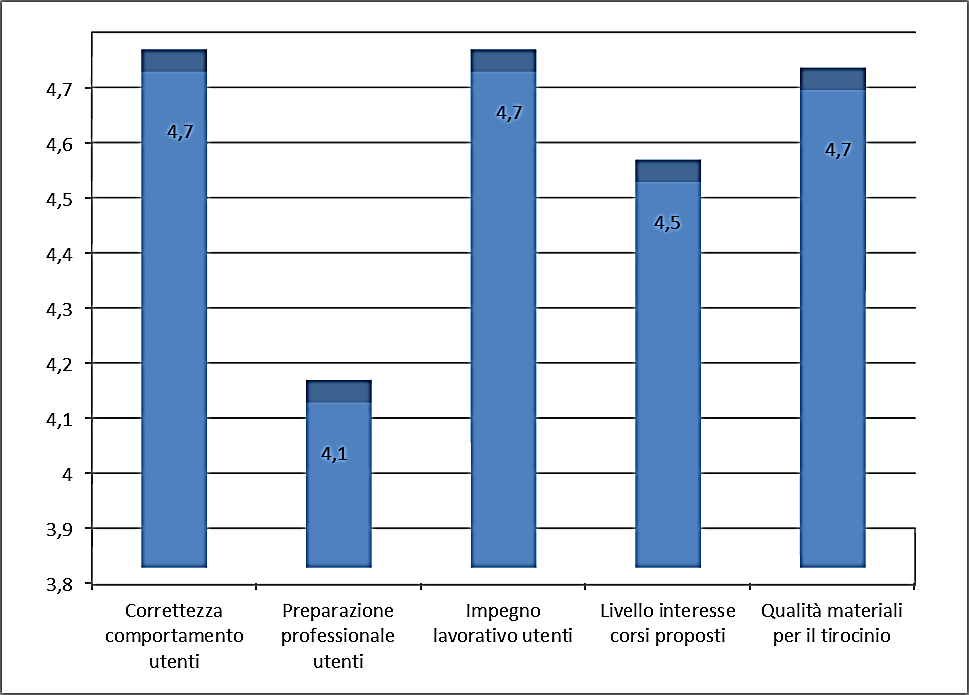 4,7
4,6
4,5
4,4
4,3
4,2
4,1
4
3,9
3,8
4,7
4,1
4,7
4,5
4,7
Correttezza
comportamento
utenti
Preparazione
professionale
utenti
Impegno
lavorativo utenti
Livello interesse
corsi proposti
Qualità materiali
per il tirocinio